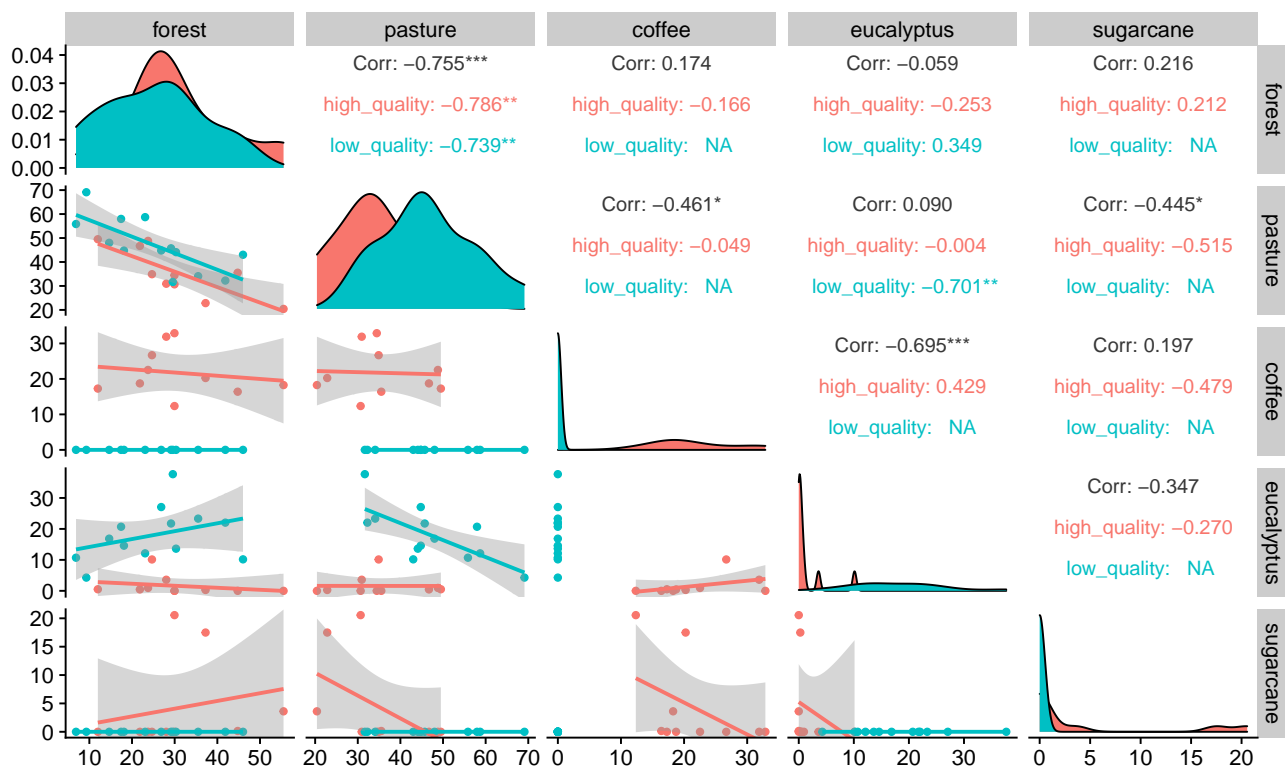 forest pasture coffee eucalyptus sugarcane
0.04
0.03
0.02
0.01
0.00
Corr: −0.755*** Corr: 0.174 Corr: −0.059 Corr: 0.216
high_quality: −0.786** high_quality: −0.166 high_quality: −0.253 high_quality: 0.212
low_quality: −0.739** low_quality: NA low_quality: 0.349 low_quality: NA
forest
70
60
50
40
30
20
Corr: −0.461* Corr: 0.090 Corr: −0.445*
high_quality: −0.049 high_quality: −0.004 high_quality: −0.515
low_quality: NA low_quality: −0.701** low_quality: NA
pasture
30
20
10
0
Corr: −0.695*** Corr: 0.197
high_quality: 0.429 high_quality: −0.479
low_quality: NA low_quality: NA
coffee
30
20
10
0
Corr: −0.347
high_quality: −0.270
low_quality: NA
eucalyptus
20
15
10
5
0
sugarcane
10 20 30 40 50 20 30 40 50 60 70 0 10 20 30 0 10 20 30 0 5 10 15 20